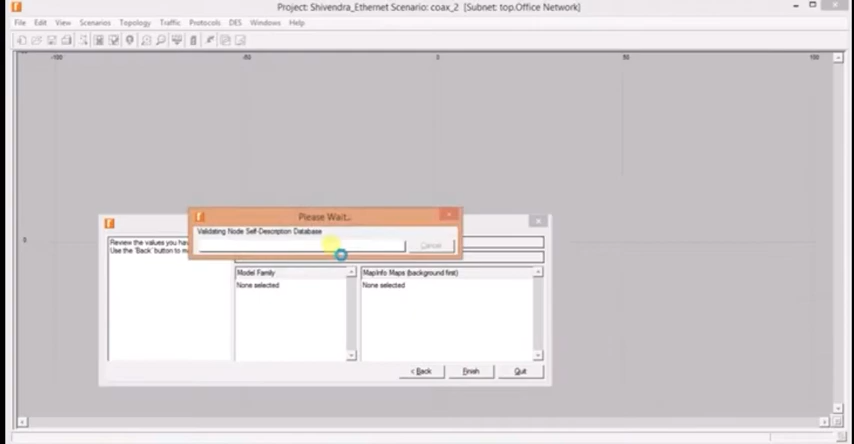 Project: Shivendra_Ethernet Scenario: coax_2 [Subnet: top.Office Network]
File Edit View Scenarios Topology Traffic Protocols DES Windows Help
-100 -50 0 50 100
Please Wait...
Validating Node Self-Description Database
Cancel
Review the values you hav
Use the 'Back' button to m
0
Model Family MapInfo Maps (background first)
None selected None selected
< Back Finish Quit